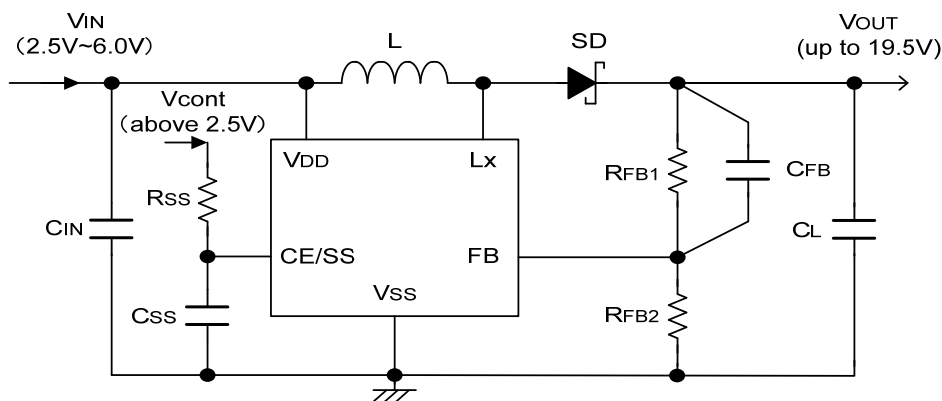 VIN
（2.5V~6.0V）
L
SD
VOUT
(up to 19.5V)
Vcont
（above 2.5V）
VDD
Lx
RSS
RFB1
CFB
CIN
CL
CE/SS
FB
VSS
CSS
RFB2